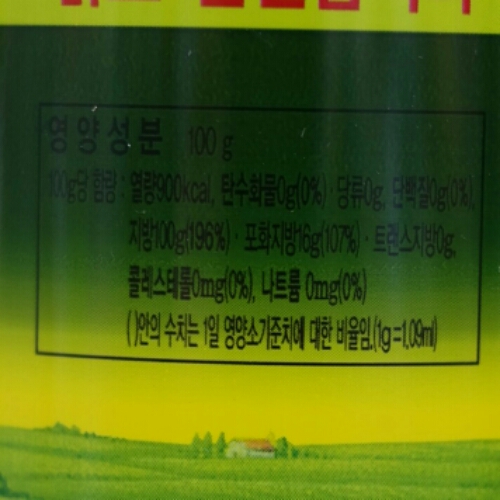 영양성분 100 g
100g당 함량 : 열량900kcal, 탄수화물0g(0%) · 당류0g, 단백질0g(0%),
지방100g(196%) · 포화지방16g(107%) · 트랜스지방0g,
콜레스테롤0mg(0%), 나트륨 0mg(0%)
( )안의 수치는 1일 영양소기준치에 대한 비율임.(1g=1.09ml)